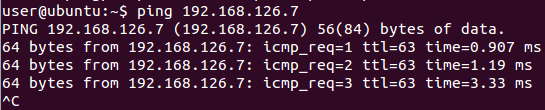 user@ubuntu:~$ ping 192.168.126.7
PING 192.168.126.7 (192.168.126.7) 56(84) bytes of data.
64 bytes from 192.168.126.7: icmp_req=1 ttl=63 time=0.907 ms
64 bytes from 192.168.126.7: icmp_req=2 ttl=63 time=1.19 ms
64 bytes from 192.168.126.7: icmp_req=3 ttl=63 time=3.33 ms
^C